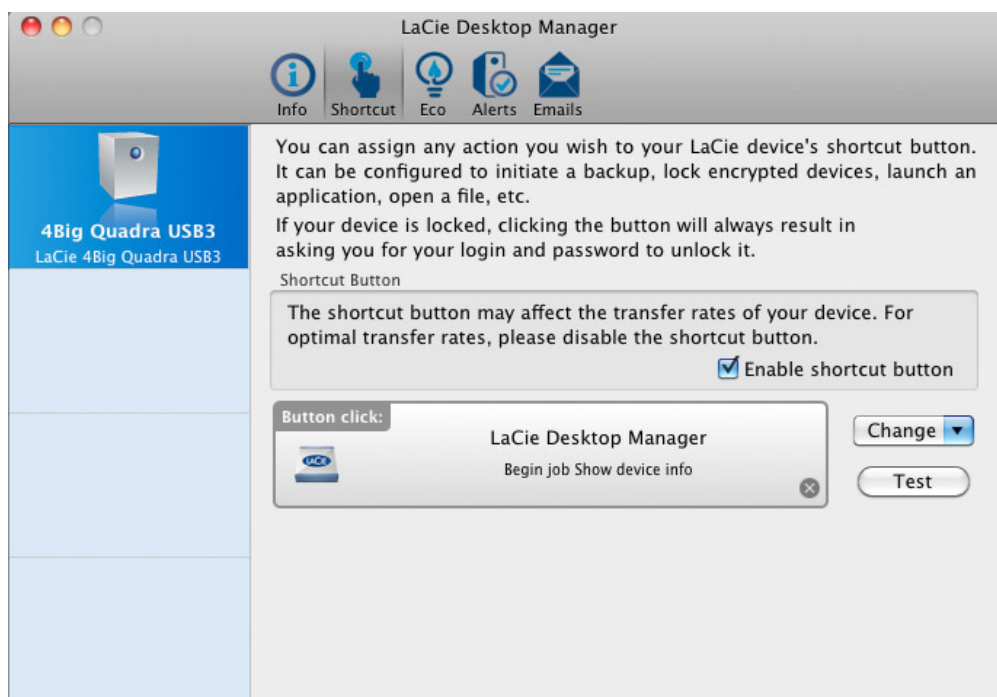 LaCie Desktop Manager
Info
Shortcut
Eco
Alerts
Emails
4Big Quadra USB3
LaCie 4Big Quadra USB3
You can assign any action you wish to your LaCie device's shortcut button.
It can be configured to initiate a backup, lock encrypted devices, launch an
application, open a file, etc.
If your device is locked, clicking the button will always result in
asking you for your login and password to unlock it.
Shortcut Button
The shortcut button may affect the transfer rates of your device. For
optimal transfer rates, please disable the shortcut button.
Enable shortcut button
Button click:
LaCie Desktop Manager
Begin job Show device info
LACIE
Change
Test